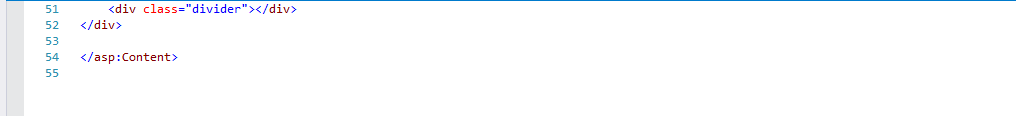 51 <div class="divider"></div>
52 </div>
53
54 </asp:Content>
55